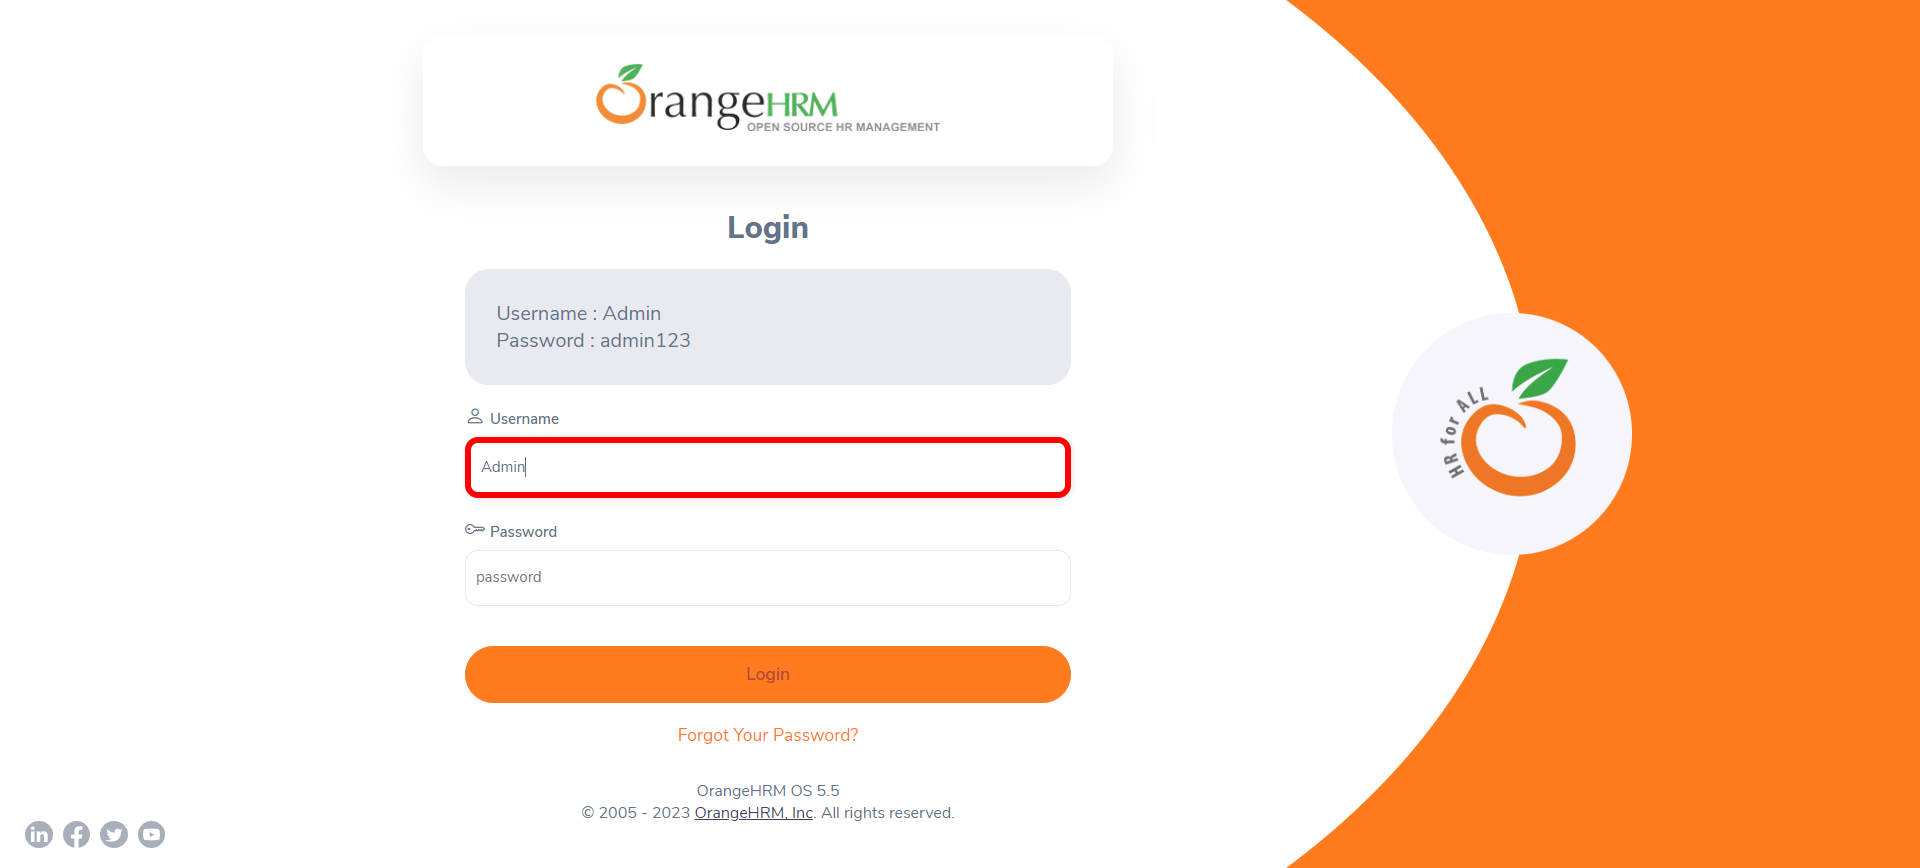 OrangeHRM
OPEN SOURCE HR MANAGEMENT
Login
Username : Admin
Password : admin123
Username
Admin
Password
password
Login
Forgot Your Password?
OrangeHRM OS 5.5
© 2005 - 2023 OrangeHRM, Inc. All rights reserved.
HR for ALL
in